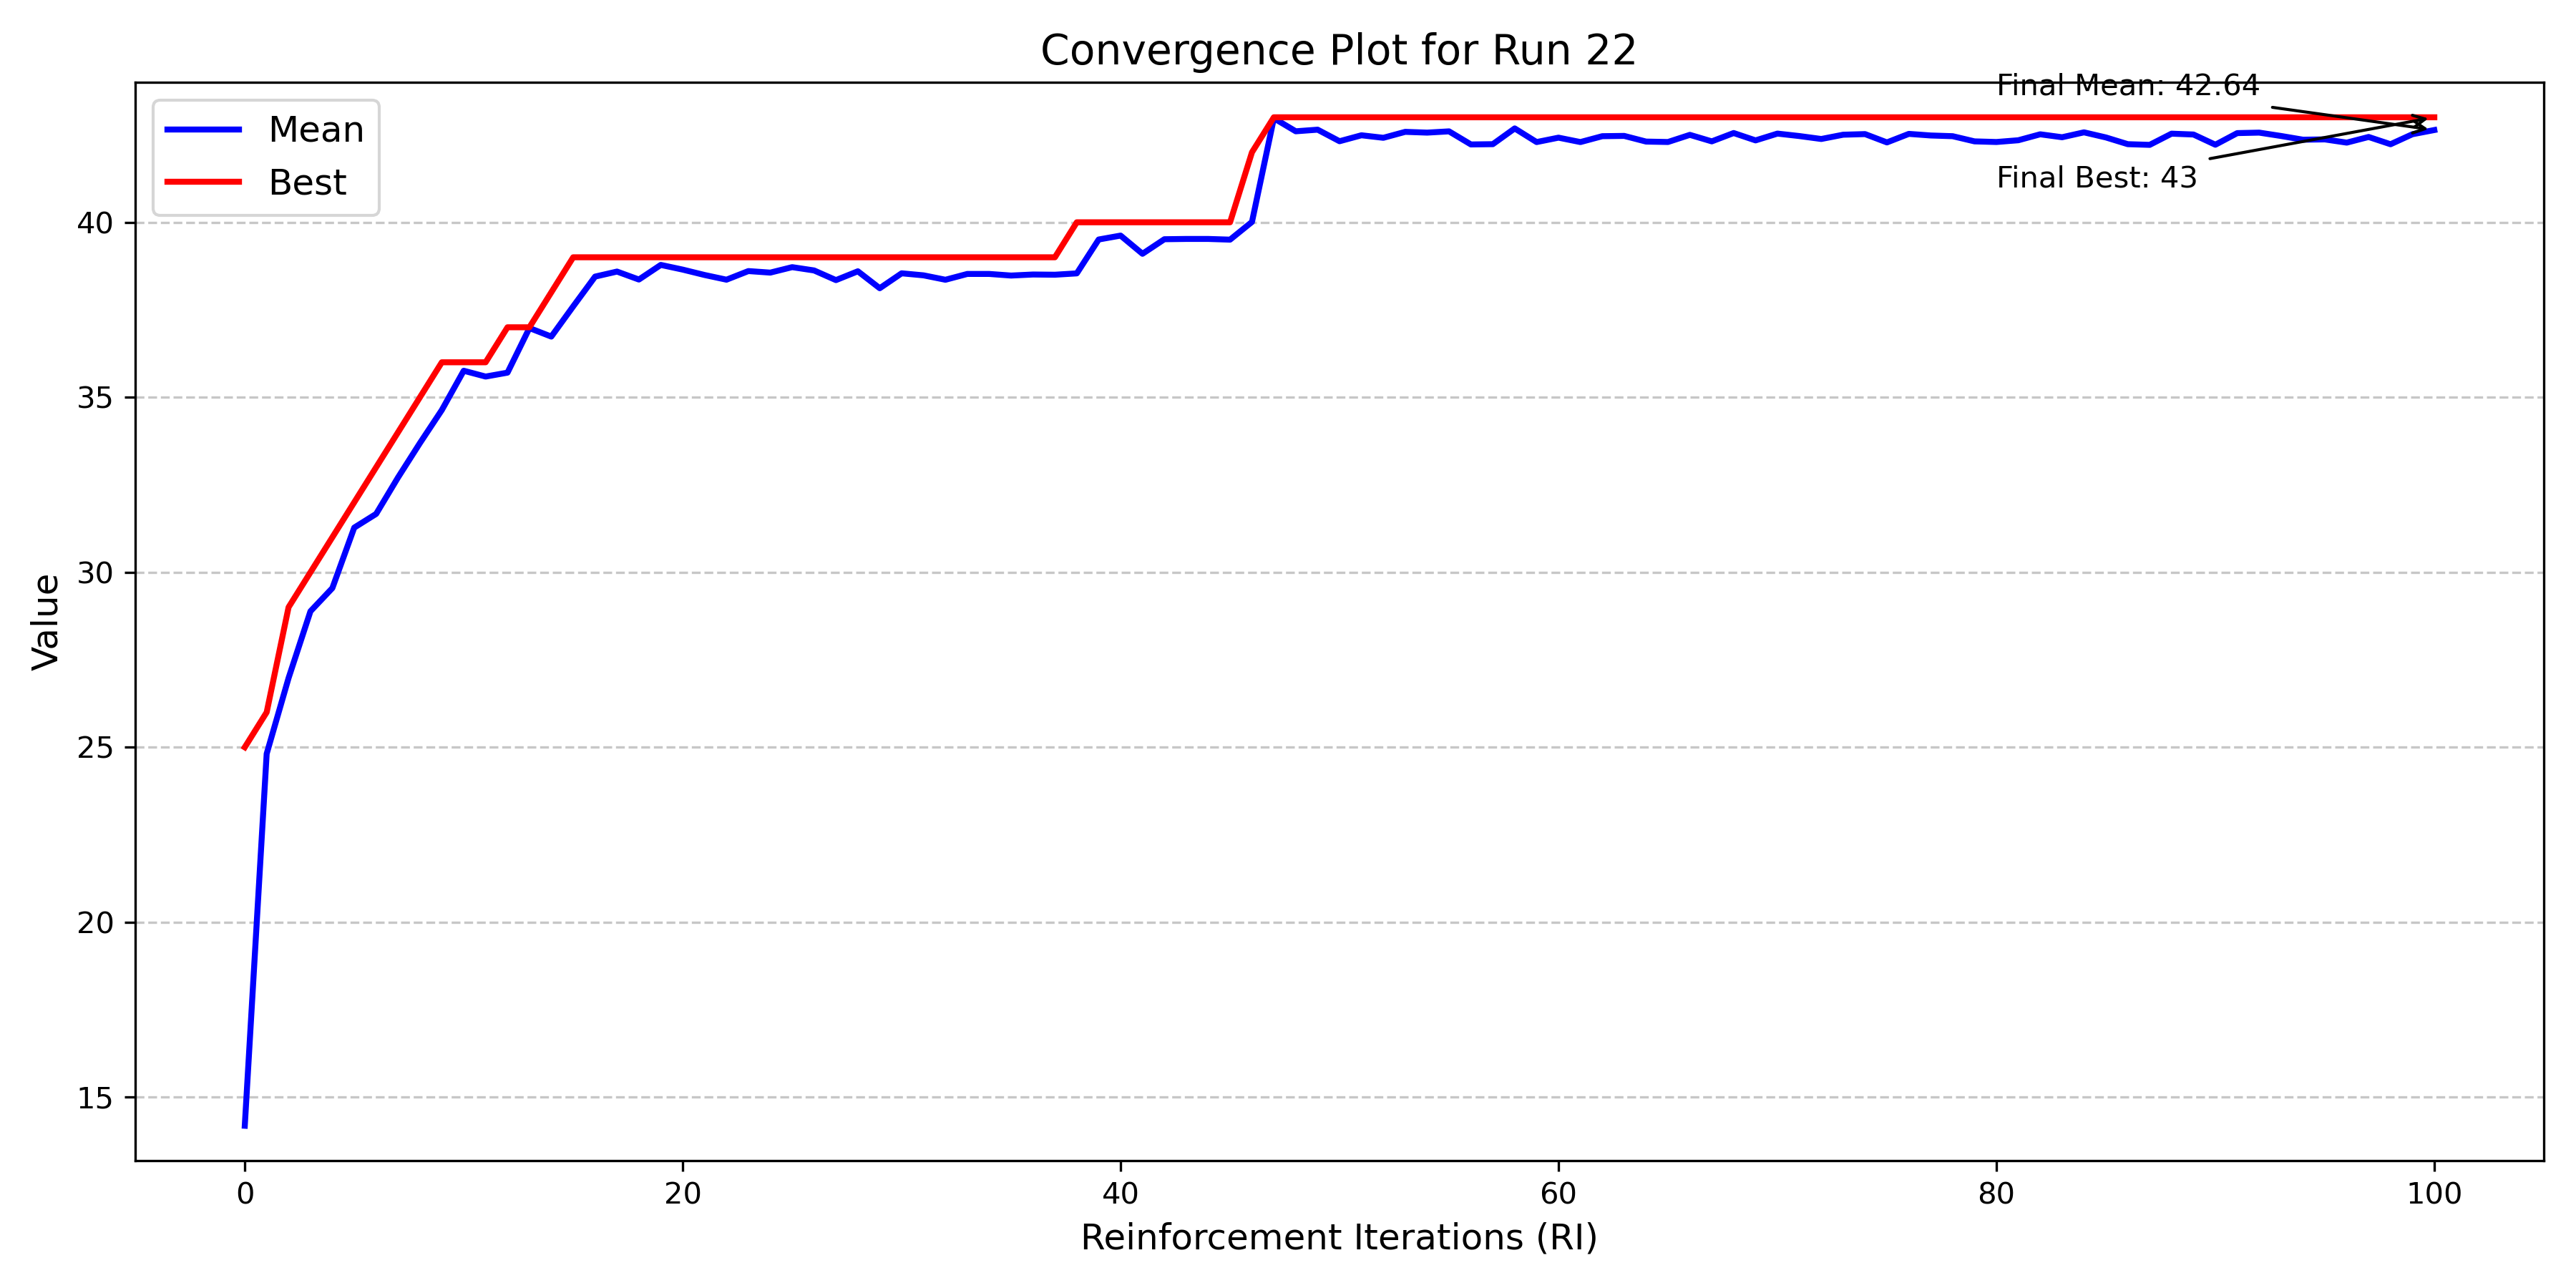 Convergence Plot for Run 22
Final Mean: 42.64
Mean
Best
Final Best: 43
40
35
30
25
20
15
Value
0 20 40 60 80 100
Reinforcement Iterations (RI)